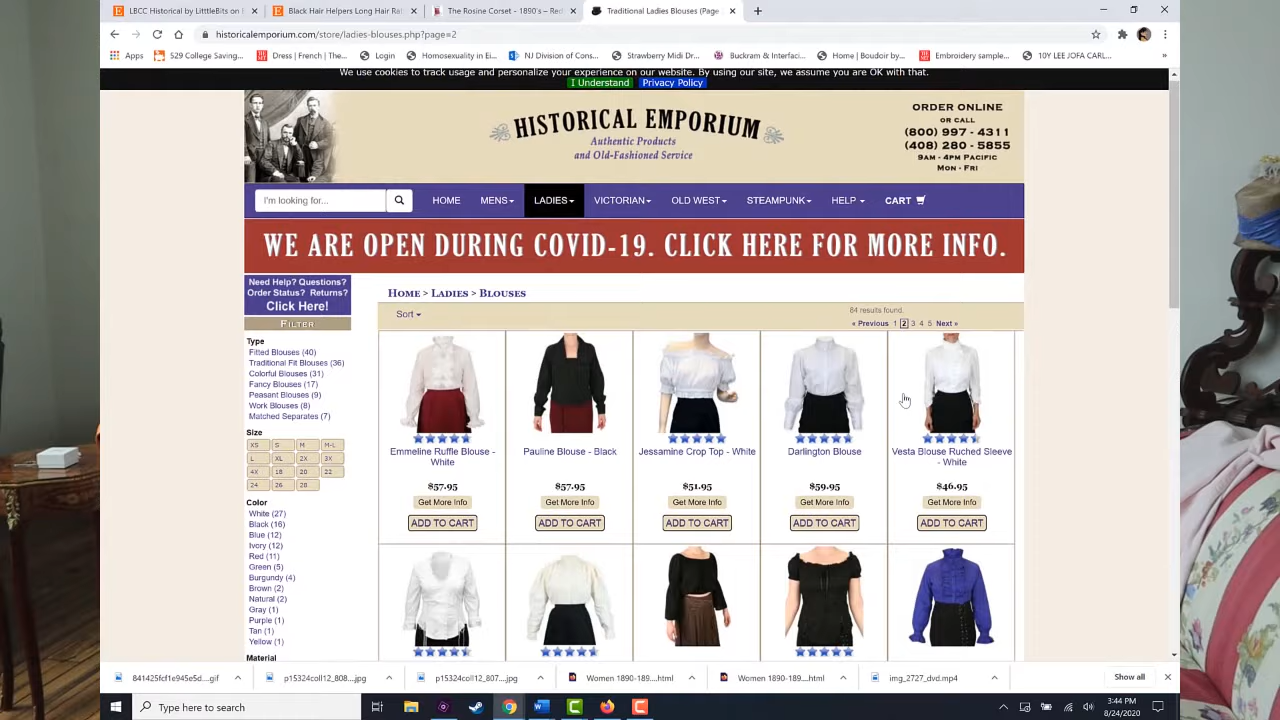 LBCC Historical by LitttleBits on E
Black Helpers Long Hair Rat
The Rosine Corset - 1890's – Red
Traditional Ladies Blouses (Page
historicalemporium.com/store/ladies-blouses.php?page=2
Apps
529 College Saving...
Dress | French | The...
Login
Homosexuality in Ei...
NJ Division of Cons...
Strawberry Midi Dr...
Buckram & Interfaci...
Home | Boudoir by...
Embroidery sample...
10Y LEE JOFA CARL...
We use cookies to track usage and personalize your experience on our website. By using our site, we assume you are OK with that.
I Understand Privacy Policy
HISTORICAL EMPORIUM
Authentic Products
and Old-Fashioned Service
ORDER ONLINE
OR CALL
(800) 997 - 4311
(408) 280 - 5855
9AM - 4PM PACIFIC
MON - FRI
I'm looking for...
HOME MENS LADIES VICTORIAN OLD WEST STEAMPUNK HELP CART
WE ARE OPEN DURING COVID-19. CLICK HERE FOR MORE INFO.
Need Help? Questions?
Order Status? Returns?
Click Here!
FILTER
Type
Fitted Blouses (40)
Traditional Fit Blouses (36)
Colorful Blouses (31)
Fancy Blouses (17)
Peasant Blouses (9)
Work Blouses (8)
Matched Separates (7)
Size
XS S M M-L
L XL 2X 3X
4X 18 20 22
24 26 28
Color
White (27)
Black (16)
Blue (12)
Ivory (12)
Red (11)
Green (5)
Burgundy (4)
Brown (2)
Natural (2)
Gray (1)
Purple (1)
Tan (1)
Yellow (1)
Material
HOME > LADIES > BLOUSES
Sort
84 results found.
« Previous 1 2 3 4 5 Next »
Emmeline Ruffle Blouse -
White
$57.95
Get More Info
ADD TO CART
Pauline Blouse - Black
$57.95
Get More Info
ADD TO CART
Jessamine Crop Top - White
$51.95
Get More Info
ADD TO CART
Darlington Blouse
$59.95
Get More Info
ADD TO CART
Vesta Blouse Ruched Sleeve
- White
$46.95
Get More Info
ADD TO CART
841425fcf1e945e5d....gif
p15324coll12_808....jpg
p15324coll12_807....jpg
Women 1890-189....html
Women 1890-189....html
img_2727_dvd.mp4
Show all
Type here to search
3:44 PM
8/24/2020